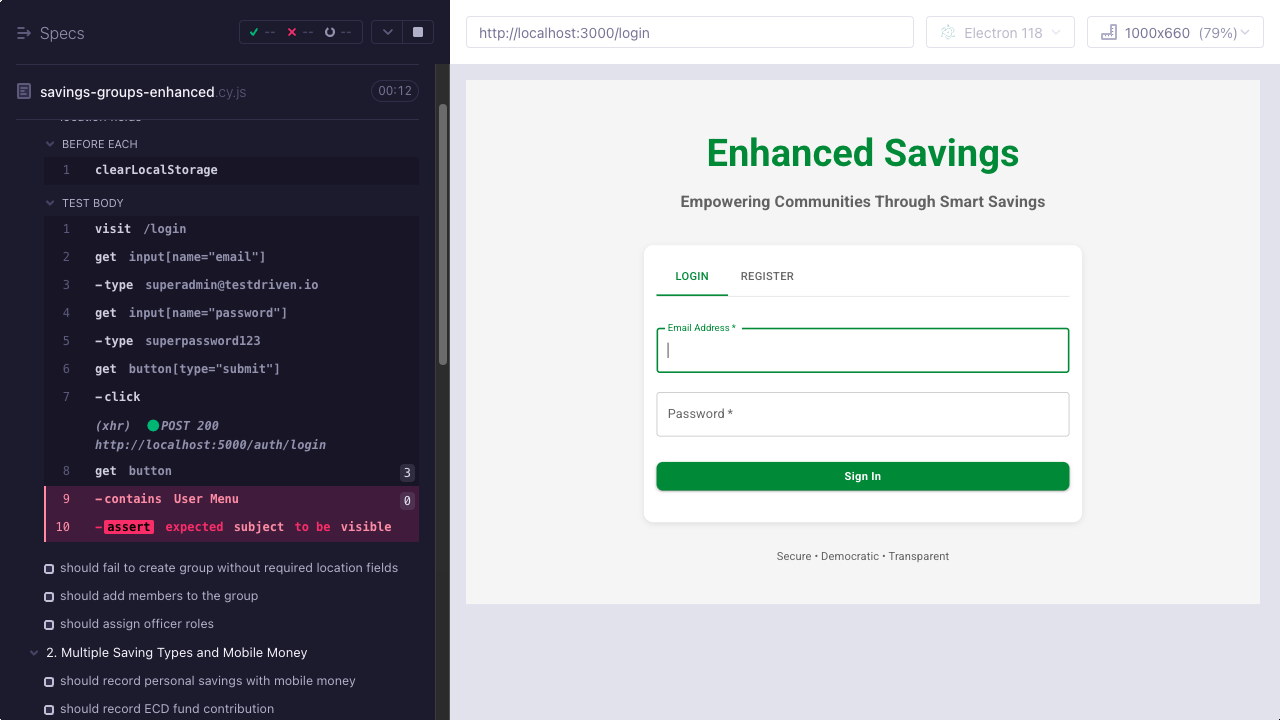 Specs
-- -- --
savings-groups-enhanced.cy.js
00:12
location fields
BEFORE EACH
1 clearLocalStorage
TEST BODY
1 visit /login
2 get input[name="email"]
3 -type superadmin@testdriven.io
4 get input[name="password"]
5 -type superpassword123
6 get button[type="submit"]
7 -click
(xhr) POST 200
http://localhost:5000/auth/login
8 get button 3
9 -contains User Menu 0
10 -assert expected subject to be visible
should fail to create group without required location fields
should add members to the group
should assign officer roles
2. Multiple Saving Types and Mobile Money
should record personal savings with mobile money
should record ECD fund contribution
http://localhost:3000/login
Electron 118
1000x660 (79%)
Enhanced Savings
Empowering Communities Through Smart Savings
LOGIN REGISTER
Email Address *
Password *
Sign In
Secure • Democratic • Transparent